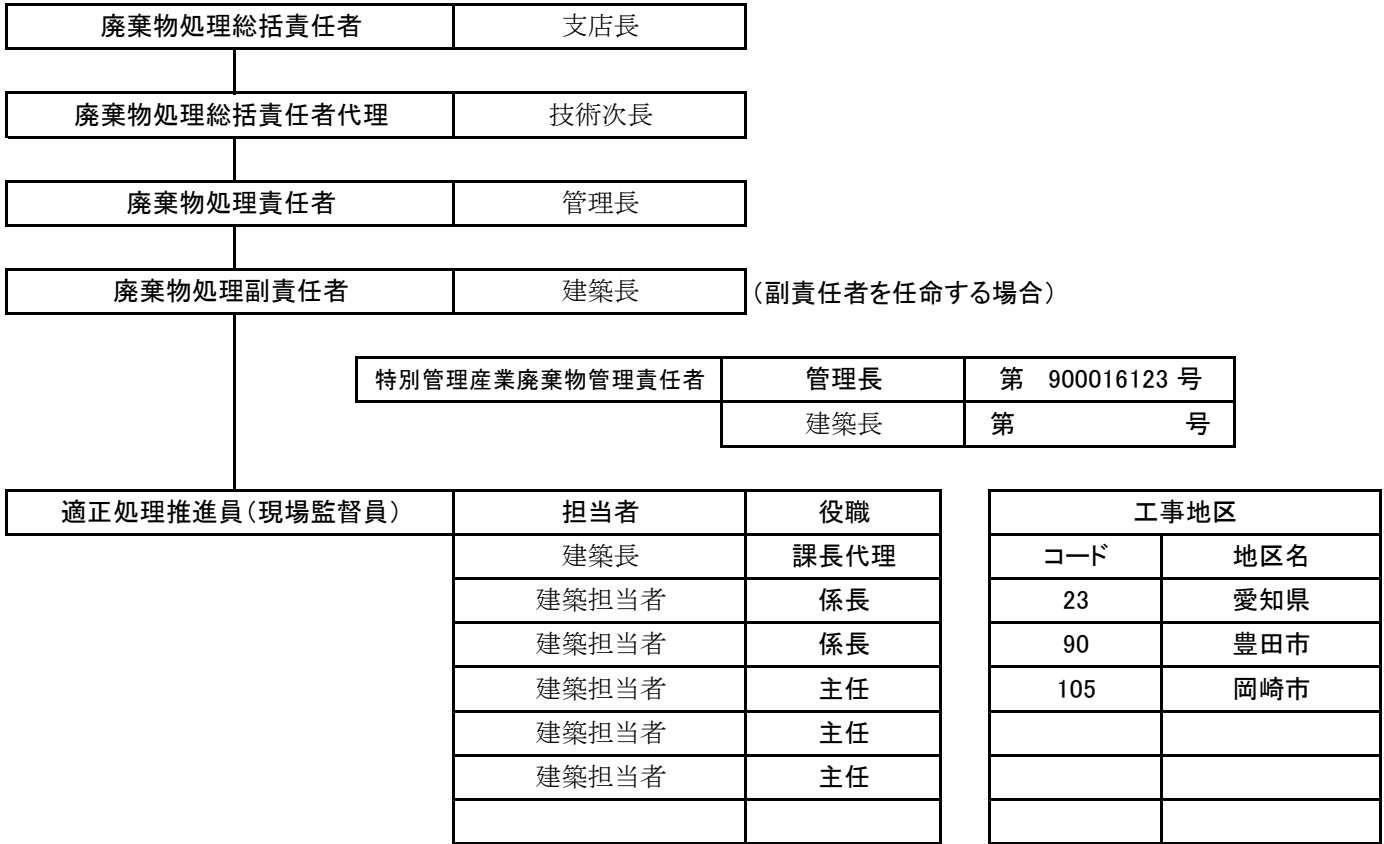 廃棄物処理総括責任者 支店長
廃棄物処理総括責任者代理 技術次長
廃棄物処理責任者 管理長
廃棄物処理副責任者 建築長 (副責任者を任命する場合)
特別管理産業廃棄物管理責任者 管理長 第 900016123 号
建築長 第 号
適正処理推進員(現場監督員) 担当者 役職 工事地区
建築長 課長代理 コード 地区名
建築担当者 係長 23 愛知県
建築担当者 係長 90 豊田市
建築担当者 主任 105 岡崎市
建築担当者 主任
建築担当者 主任